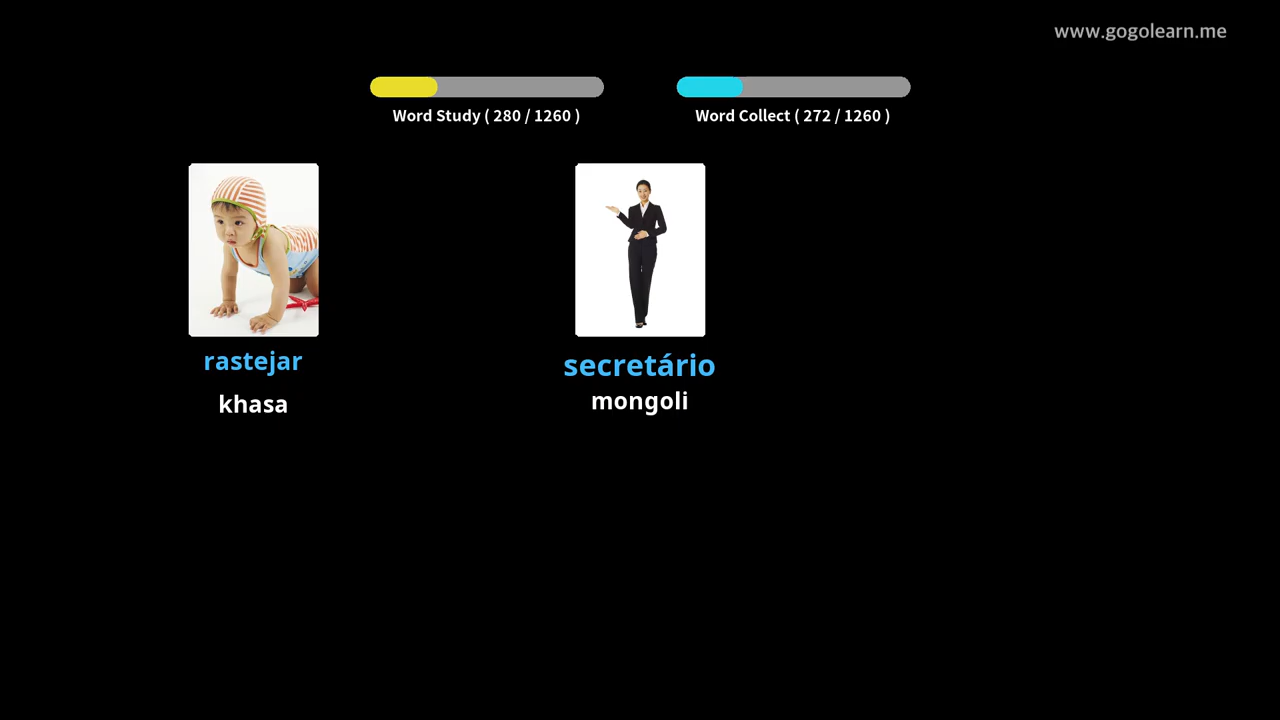 www.gogolearn.me
Word Study ( 280 / 1260 )
Word Collect ( 272 / 1260 )
rastejar
khasa
secretário
mongoli